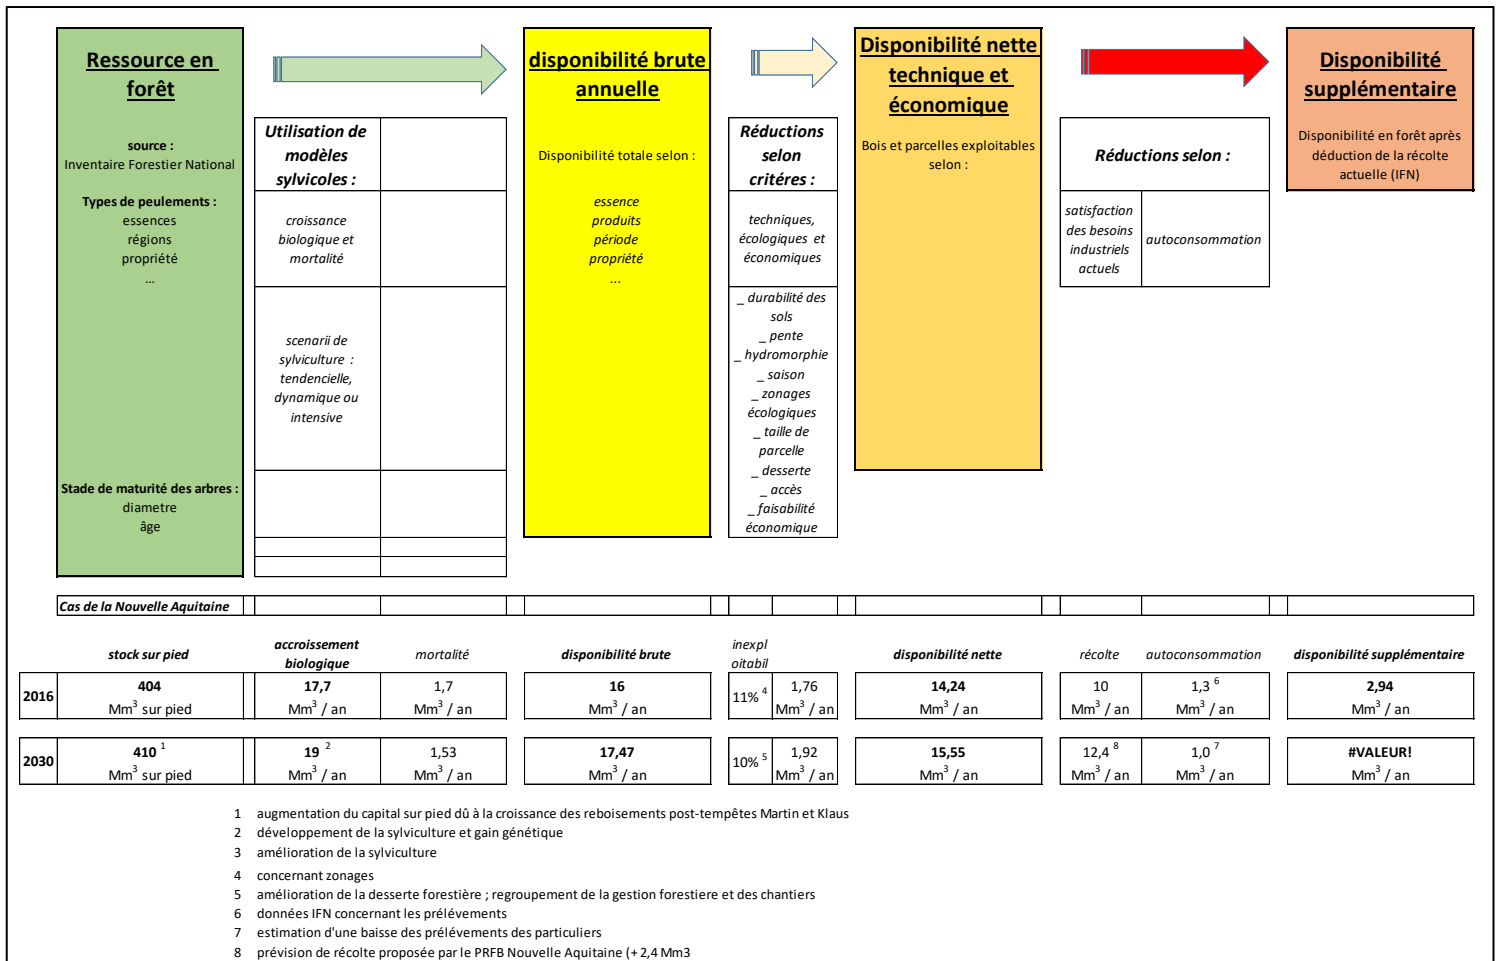 Ressource en
forêt
source :
Inventaire Forestier National
Types de peulements :
essences
régions
propriété
...
Stade de maturité des arbres :
diametre
âge
Utilisation de
modèles
sylvicoles :
croissance
biologique et
mortalité
scenarii de
sylviculture :
tendencielle,
dynamique ou
intensive
disponibilité brute
annuelle
Disponibilité totale selon :
essence
produits
période
propriété
...
Réductions
selon
critéres :
techniques,
écologiques et
économiques
_ durabilité des
sols
_ pente
_ hydromorphie
_ saison
_ zonages
écologiques
_ taille de
parcelle
_ desserte
_ accès
_ faisabilité
économique
Disponibilité nette
technique et
économique
Bois et parcelles exploitables
selon :
Réductions selon :
satisfaction
des besoins
industriels
actuels
autoconsommation
Disponibilité
supplémentaire
Disponibilité en forêt après
déduction de la récolte
actuelle (IFN)
Cas de la Nouvelle Aquitaine
stock sur pied
accroissement
biologique
mortalité
disponibilité brute
inexpl
oitabil
disponibilité nette
récolte
autoconsommation
disponibilité supplémentaire
2016
404
Mm³ sur pied
17,7
Mm³ / an
1,7
Mm³ / an
16
Mm³ / an
11% ⁴
1,76
Mm³ / an
14,24
Mm³ / an
10
Mm³ / an
1,3 ⁶
Mm³ / an
2,94
Mm³ / an
2030
410 ¹
Mm³ sur pied
19 ²
Mm³ / an
1,53
Mm³ / an
17,47
Mm³ / an
10% ⁵
1,92
Mm³ / an
15,55
Mm³ / an
12,4 ⁸
Mm³ / an
1,0 ⁷
Mm³ / an
#VALEUR!
Mm³ / an
1 augmentation du capital sur pied dû à la croissance des reboisements post-tempêtes Martin et Klaus
2 développement de la sylviculture et gain génétique
3 amélioration de la sylviculture
4 concernant zonages
5 amélioration de la desserte forestière ; regroupement de la gestion forestiere et des chantiers
6 données IFN concernant les prélévements
7 estimation d'une baisse des prélévements des particuliers
8 prévision de récolte proposée par le PRFB Nouvelle Aquitaine (+ 2,4 Mm3